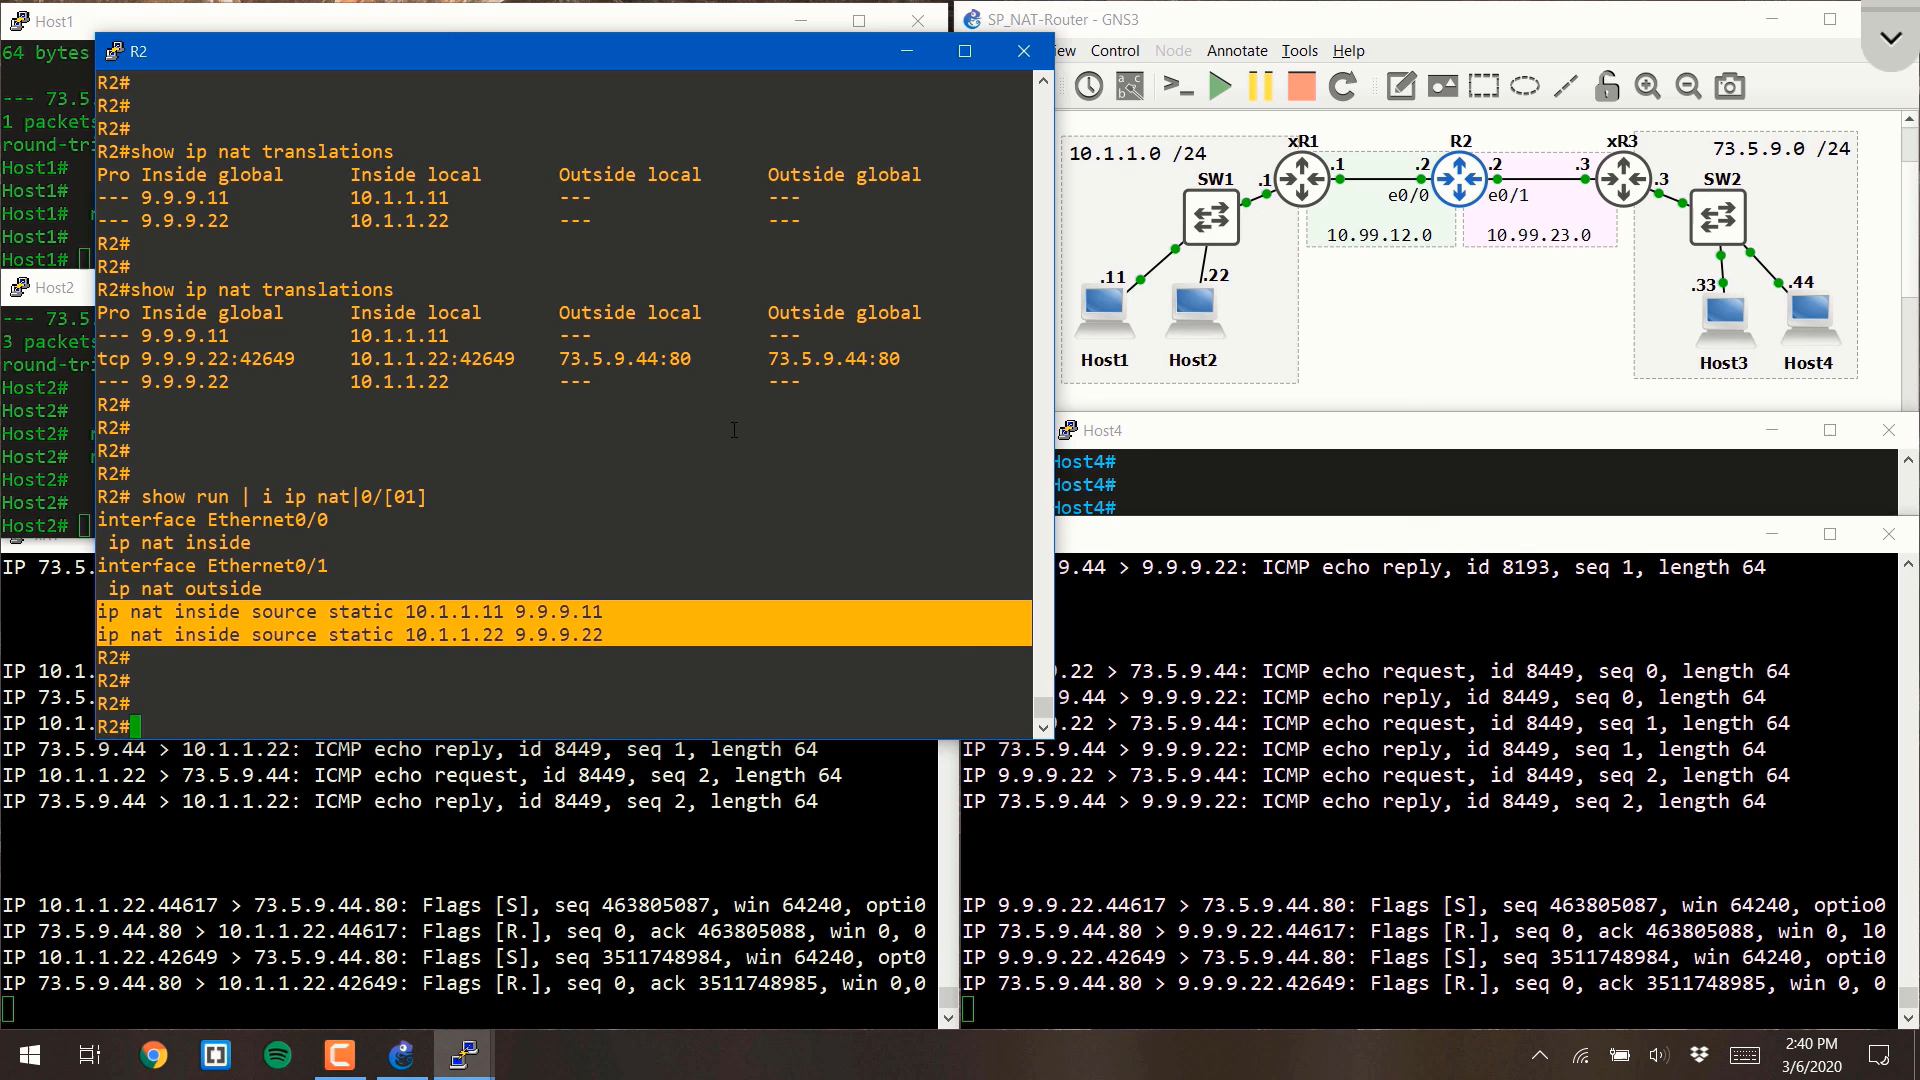 Host1
64 bytes
--- 73.5.
1 packets
round-tri
Host1#
Host1#
Host1#
Host1#
Host1#
Host2
--- 73.5.
3 packets
round-tri
Host2#
Host2#
Host2#
Host2#
Host2#
Host2#
Host2#
R2
R2#
R2#
R2#
R2#show ip nat translations
Pro Inside global Inside local Outside local Outside global
--- 9.9.9.11 10.1.1.11 --- ---
--- 9.9.9.22 10.1.1.22 --- ---
R2#
R2#
R2#show ip nat translations
Pro Inside global Inside local Outside local Outside global
--- 9.9.9.11 10.1.1.11 --- ---
tcp 9.9.9.22:42649 10.1.1.22:42649 73.5.9.44:80 73.5.9.44:80
--- 9.9.9.22 10.1.1.22 --- ---
R2#
R2#
R2#
R2#
R2# show run | i ip nat|0/[01]
interface Ethernet0/0
ip nat inside
interface Ethernet0/1
ip nat outside
ip nat inside source static 10.1.1.11 9.9.9.11
ip nat inside source static 10.1.1.22 9.9.9.22
R2#
R2#
R2#
R2#
SP_NAT-Router - GNS3
Control Node Annotate Tools Help
10.1.1.0 /24
xR1
R2
xR3
73.5.9.0 /24
SW1
.1
.1
.2
.2
.3
.3
SW2
e0/0
e0/1
10.99.12.0
10.99.23.0
.11
.22
.33
.44
Host1
Host2
Host3
Host4
Host4
Host4#
Host4#
Host4#
IP 73.5.
IP 10.1.
IP 73.5.
IP 10.1.
IP 73.5.9.44 > 10.1.1.22: ICMP echo reply, id 8449, seq 1, length 64
IP 10.1.1.22 > 73.5.9.44: ICMP echo request, id 8449, seq 2, length 64
IP 73.5.9.44 > 10.1.1.22: ICMP echo reply, id 8449, seq 2, length 64
IP 10.1.1.22.44617 > 73.5.9.44.80: Flags [S], seq 463805087, win 64240, opti0
IP 73.5.9.44.80 > 10.1.1.22.44617: Flags [R.], seq 0, ack 463805088, win 0, 0
IP 10.1.1.22.42649 > 73.5.9.44.80: Flags [S], seq 3511748984, win 64240, opt0
IP 73.5.9.44.80 > 10.1.1.22.42649: Flags [R.], seq 0, ack 3511748985, win 0,0
9.44 > 9.9.9.22: ICMP echo reply, id 8193, seq 1, length 64
.22 > 73.5.9.44: ICMP echo request, id 8449, seq 0, length 64
.44 > 9.9.9.22: ICMP echo reply, id 8449, seq 0, length 64
.22 > 73.5.9.44: ICMP echo request, id 8449, seq 1, length 64
IP 73.5.9.44 > 9.9.9.22: ICMP echo reply, id 8449, seq 1, length 64
IP 9.9.9.22 > 73.5.9.44: ICMP echo request, id 8449, seq 2, length 64
IP 73.5.9.44 > 9.9.9.22: ICMP echo reply, id 8449, seq 2, length 64
IP 9.9.9.22.44617 > 73.5.9.44.80: Flags [S], seq 463805087, win 64240, optio0
IP 73.5.9.44.80 > 9.9.9.22.44617: Flags [R.], seq 0, ack 463805088, win 0, l0
IP 9.9.9.22.42649 > 73.5.9.44.80: Flags [S], seq 3511748984, win 64240, opti0
IP 73.5.9.44.80 > 9.9.9.22.42649: Flags [R.], seq 0, ack 3511748985, win 0, 0
2:40 PM
3/6/2020